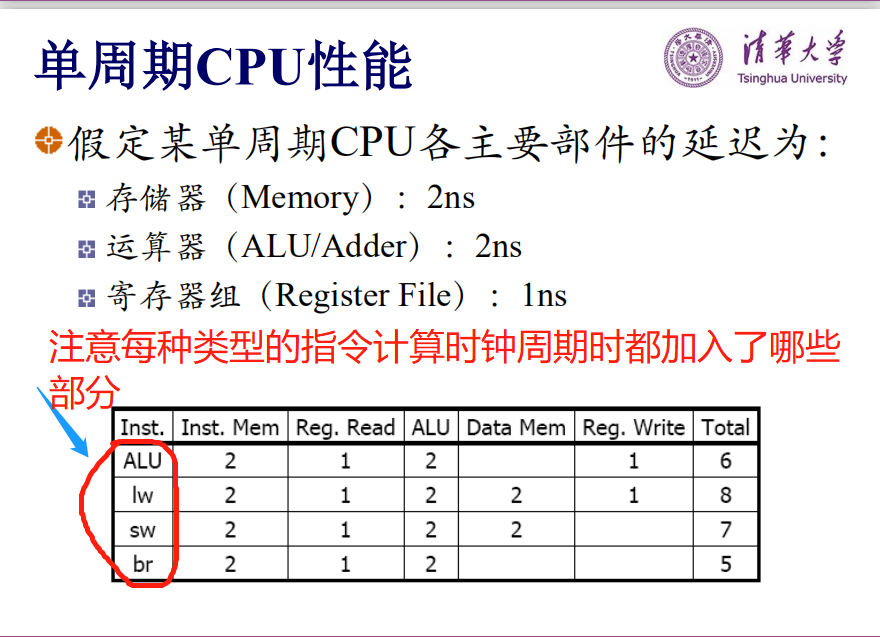 单周期CPU性能
清华大学
Tsinghua University
假定某单周期CPU各主要部件的延迟为：
存储器（Memory）：2ns
运算器（ALU/Adder）：2ns
寄存器组（Register File）：1ns
注意每种类型的指令计算时钟周期时都加入了哪些
部分
Inst. Inst. Mem Reg. Read ALU Data Mem Reg. Write Total
ALU 2 1 2 1 6
lw 2 1 2 2 1 8
sw 2 1 2 2 7
br 2 1 2 5